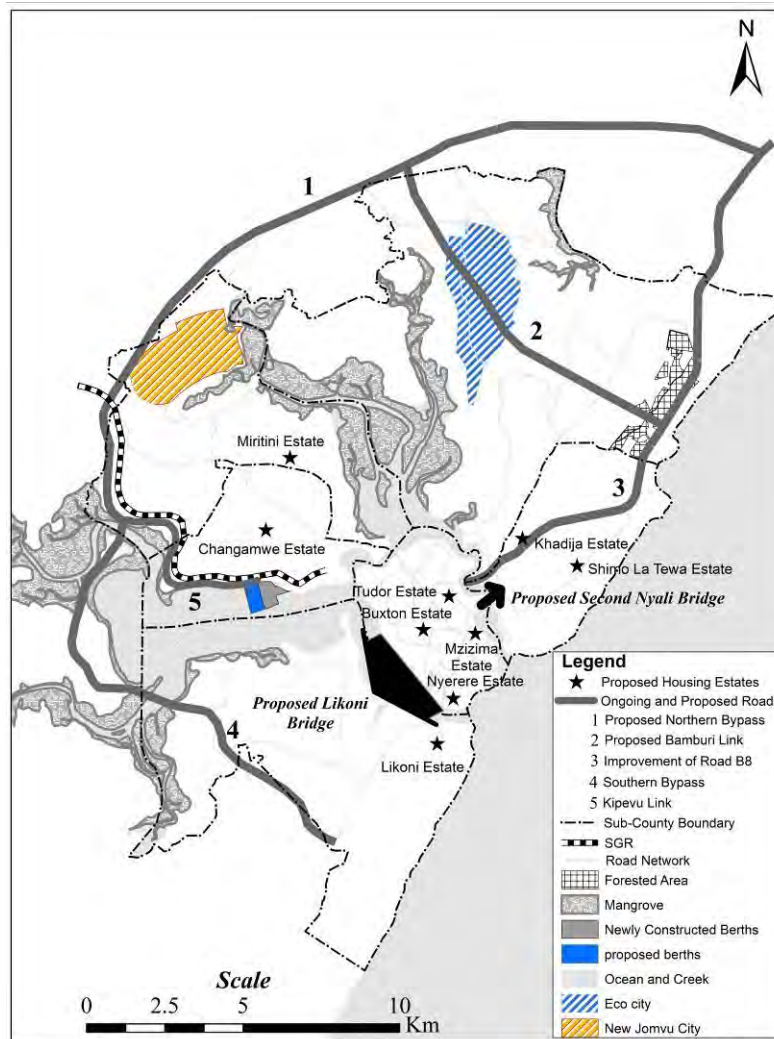 N
1
2
Miritini Estate
3
Changamwe Estate
Khadija Estate
Shimo La Tewa Estate
5
Tudor Estate
Proposed Second Nyali Bridge
Buxton Estate
Mzizima
Estate
Nyerere Estate
Proposed Likoni
Bridge
4
Likoni Estate
Legend
Proposed Housing Estates
Ongoing and Proposed Road
1 Proposed Northern Bypass
2 Proposed Bamburi Link
3 Improvement of Road B8
4 Southern Bypass
5 Kipevu Link
Sub-County Boundary
SGR
Road Network
Forested Area
Mangrove
Newly Constructed Berths
proposed berths
Ocean and Creek
Eco city
New Jomvu City
Scale
0 2.5 5 10
Km